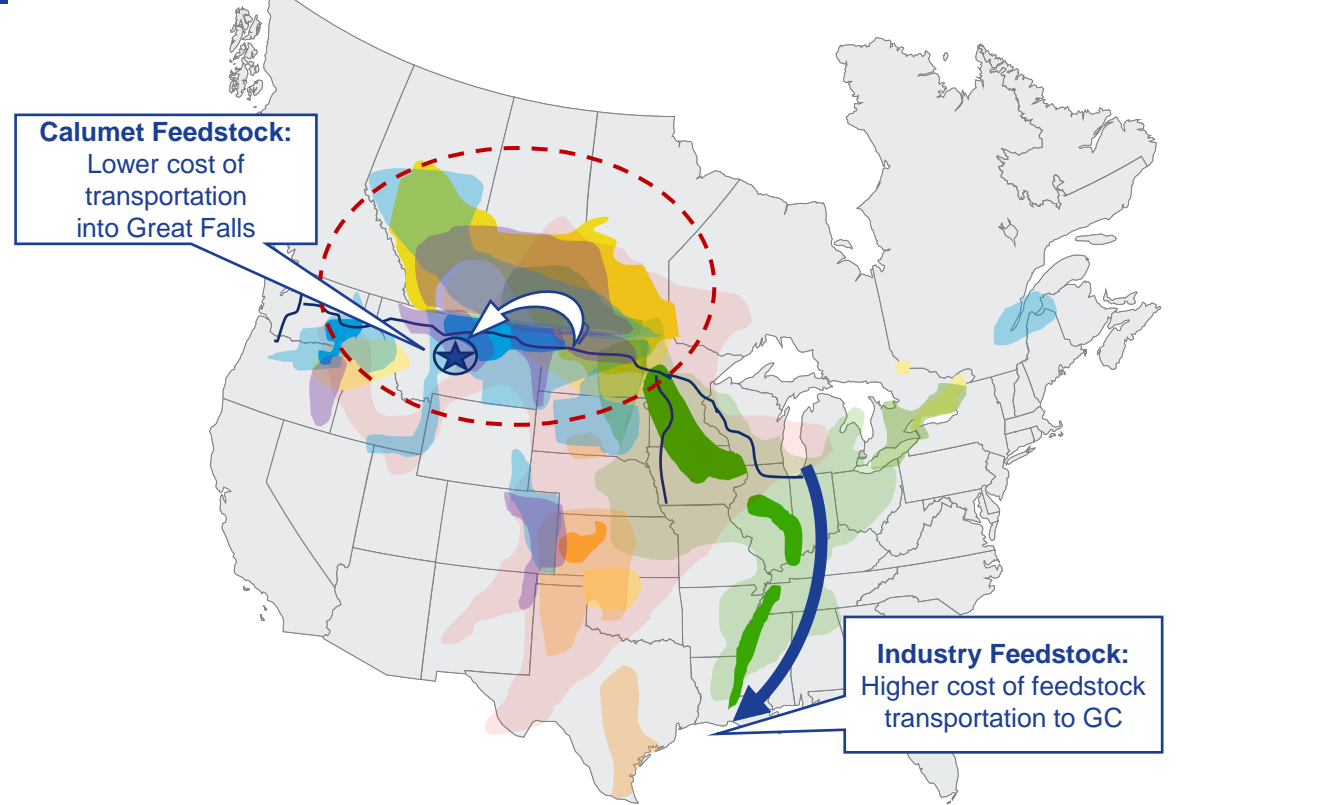 Calumet Feedstock:
Lower cost of
transportation
into Great Falls
Industry Feedstock:
Higher cost of feedstock
transportation to GC